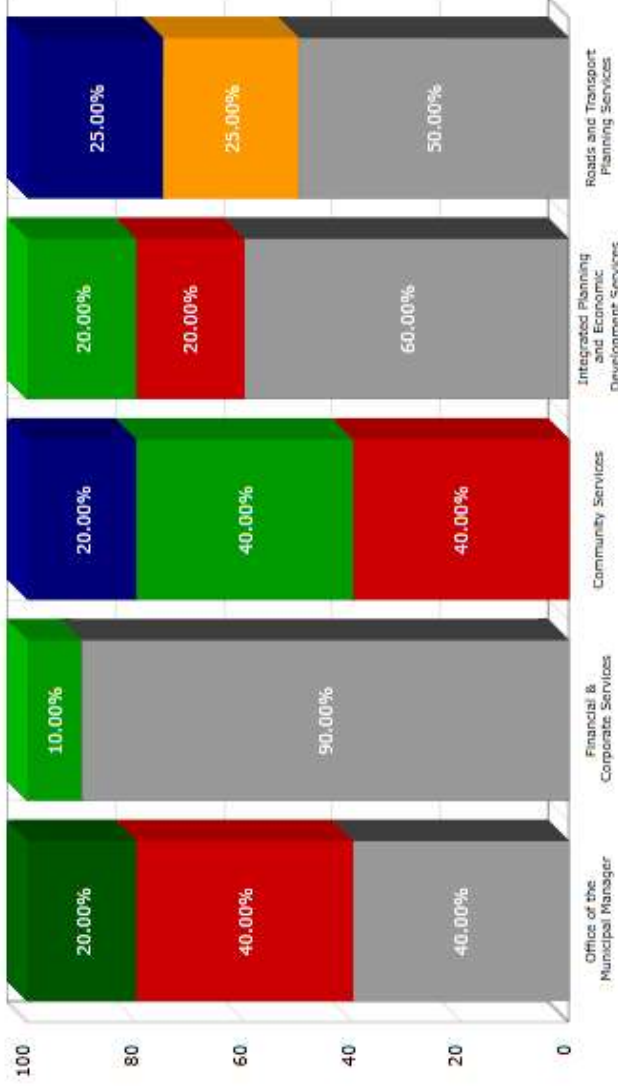 100
80
60
40
20
0
20.00%
40.00%
40.00%
Office of the
Municipal Manager
10.00%
90.00%
Financial &
Corporate Services
20.00%
40.00%
40.00%
Community Services
20.00%
20.00%
60.00%
Integrated Planning
and Economic
Development Services
25.00%
25.00%
50.00%
Roads and Transport
Planning Services